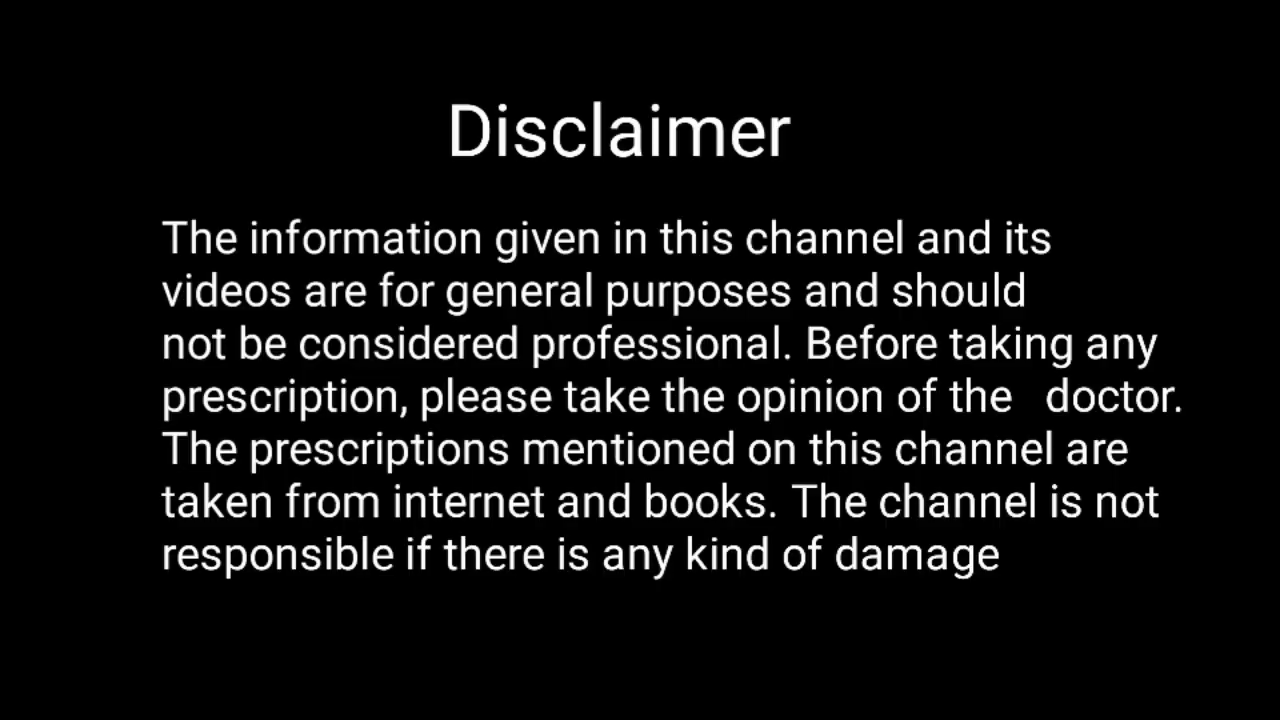 Disclaimer
The information given in this channel and its
videos are for general purposes and should
not be considered professional. Before taking any
prescription, please take the opinion of the   doctor.
The prescriptions mentioned on this channel are
taken from internet and books. The channel is not
responsible if there is any kind of damage